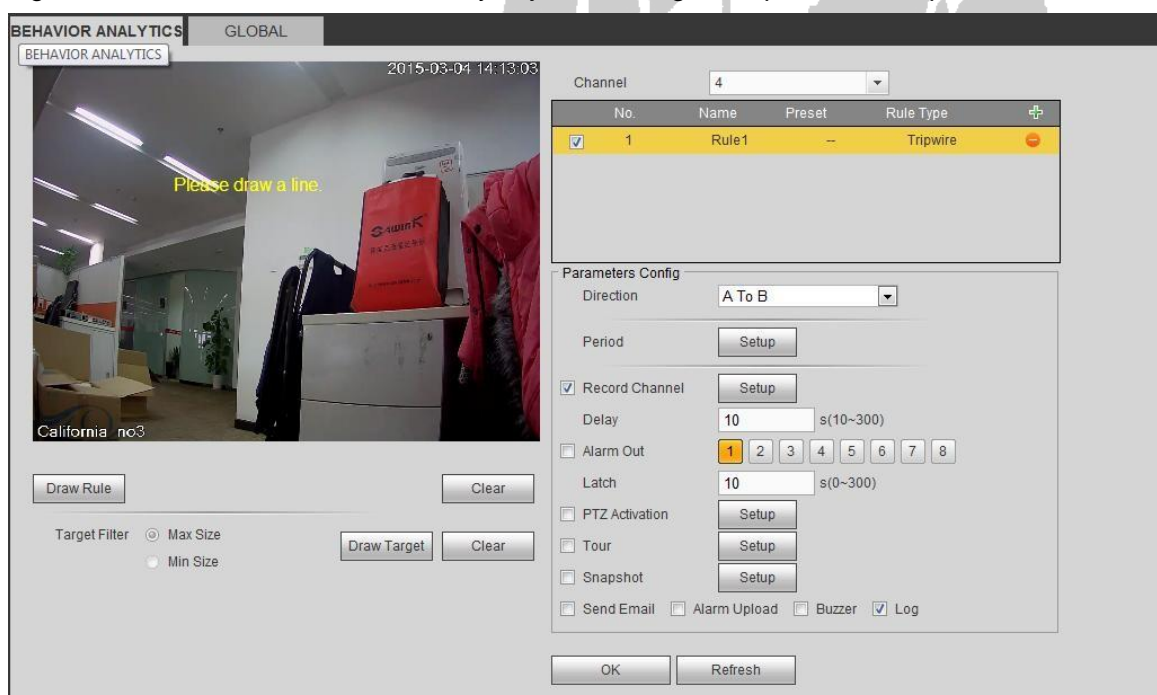 BEHAVIOR ANALYTICS GLOBAL
BEHAVIOR ANALYTICS
2015-03-04 14:13:03
Please draw a line.
California no3
Draw Rule Clear
Target Filter Max Size
Min Size
Draw Target Clear
Channel 4
No. Name Preset Rule Type
1 Rule1 -- Tripwire
Parameters Config
Direction A To B
Period Setup
Record Channel Setup
Delay 10 s(10~300)
Alarm Out 1 2 3 4 5 6 7 8
Latch 10 s(0~300)
PTZ Activation Setup
Tour Setup
Snapshot Setup
Send Email Alarm Upload Buzzer Log
OK Refresh